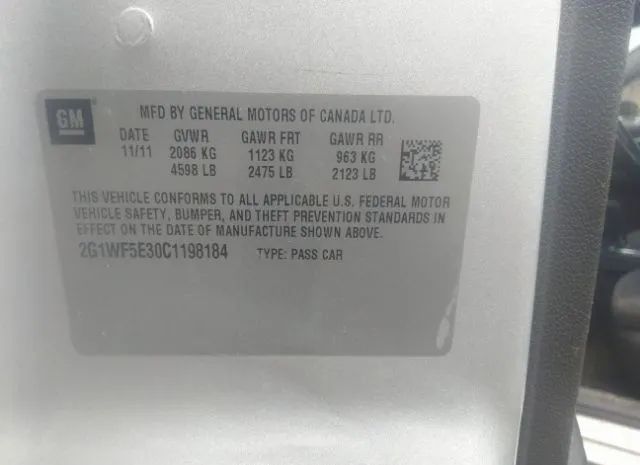 GM MFD BY GENERAL MOTORS OF CANADA LTD.
DATE GVWR GAWR FRT GAWR RR
11/11 2086 KG 1123 KG 963 KG
4598 LB 2475 LB 2123 LB
THIS VEHICLE CONFORMS TO ALL APPLICABLE U.S. FEDERAL MOTOR
VEHICLE SAFETY, BUMPER, AND THEFT PREVENTION STANDARDS IN
EFFECT ON THE DATE OF MANUFACTURE SHOWN ABOVE.
2G1WF5E30C1198184 TYPE: PASS CAR